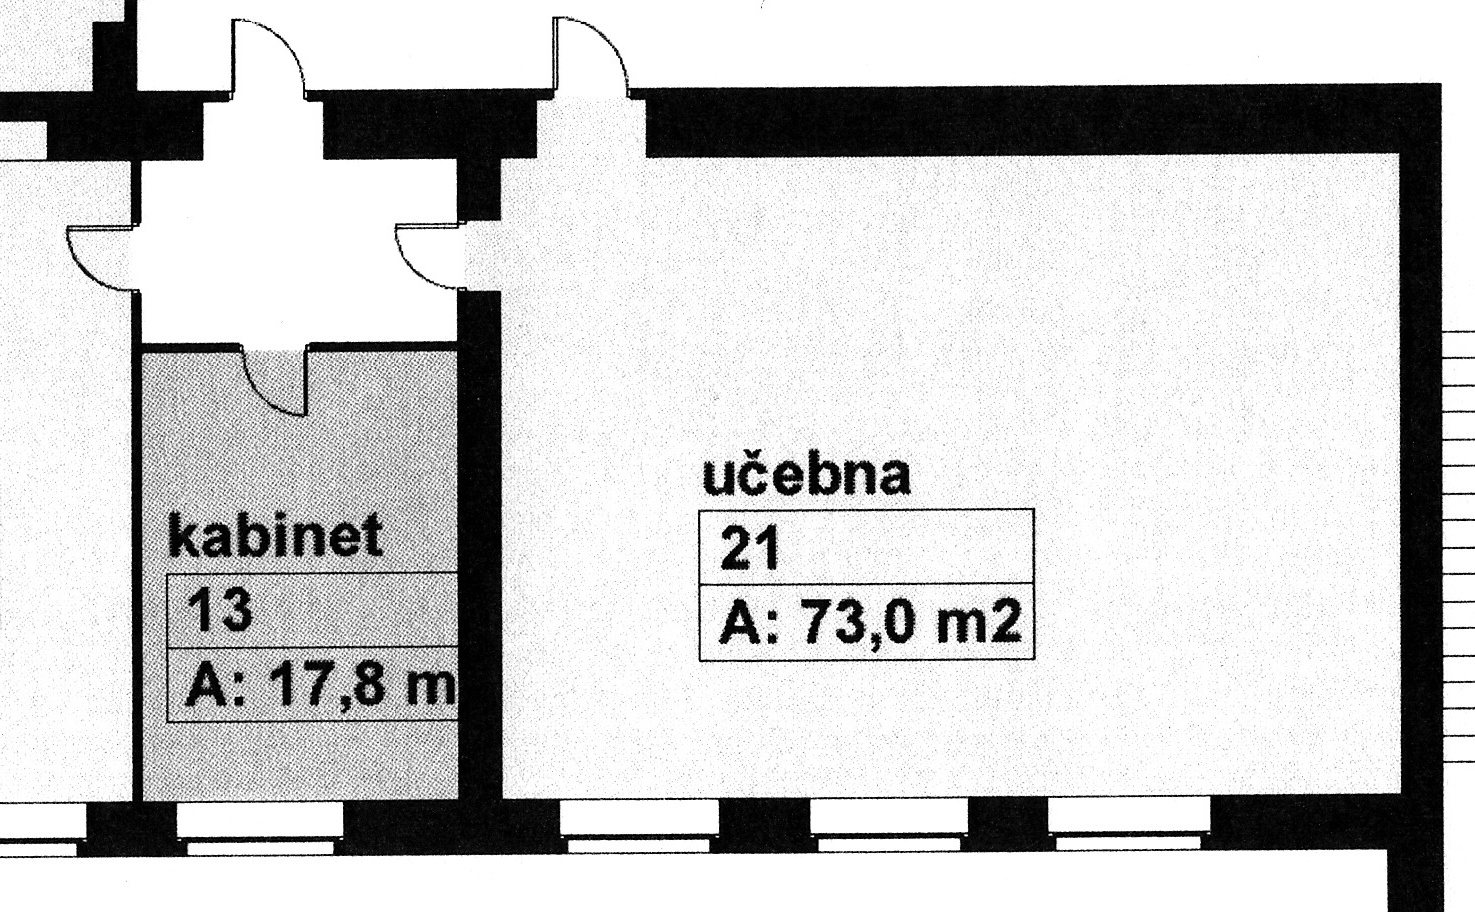 učebna
21
A: 73,0 m2
kabinet
13
A: 17,8 m